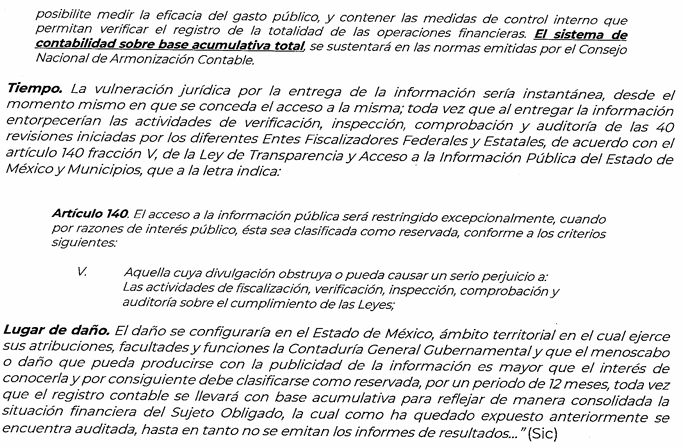 posibilite medir la eficacia del gasto público, y contener las medidas de control interno que
permitan verificar el registro de la totalidad de las operaciones financieras. El sistema de
contabilidad sobre base acumulativa total, se sustentará en las normas emitidas por el Consejo
Nacional de Armonización Contable.
Tiempo. La vulneración jurídica por la entrega de la información sería instantánea, desde el
momento mismo en que se conceda el acceso a la misma; toda vez que al entregar la información
entorpecerían las actividades de verificación, inspección, comprobación y auditoría de las 40
revisiones iniciadas por los diferentes Entes Fiscalizadores Federales y Estatales, de acuerdo con el
artículo 140 fracción V, de la Ley de Transparencia y Acceso a la Información Pública del Estado de
México y Municipios, que a la letra indica:
Artículo 140. El acceso a la información pública será restringido excepcionalmente, cuando
por razones de interés público, ésta sea clasificada como reservada, conforme a los criterios
siguientes:
V. Aquella cuya divulgación obstruya o pueda causar un serio perjuicio a:
Las actividades de fiscalización, verificación, inspección, comprobación y
auditoría sobre el cumplimiento de las Leyes;
Lugar de daño. El daño se configuraría en el Estado de México, ámbito territorial en el cual ejerce
sus atribuciones, facultades y funciones la Contaduría General Gubernamental y que el menoscabo
o daño que pueda producirse con la publicidad de la información es mayor que el interés de
conocerla y por consiguiente debe clasificarse como reservada, por un periodo de 12 meses, toda vez
que el registro contable se llevará con base acumulativa para reflejar de manera consolidada la
situación financiera del Sujeto Obligado, la cual como ha quedado expuesto anteriormente se
encuentra auditada, hasta en tanto no se emitan los informes de resultados…” (Sic)